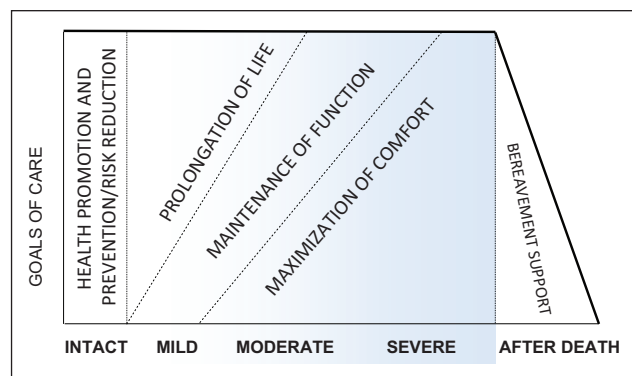 GOALS OF CARE
HEALTH PROMOTION AND
PREVENTION/RISK REDUCTION
PROLONGATION OF LIFE
MAINTENANCE OF FUNCTION
MAXIMIZATION OF COMFORT
BEREAVEMENT SUPPORT
INTACT MILD MODERATE SEVERE AFTER DEATH